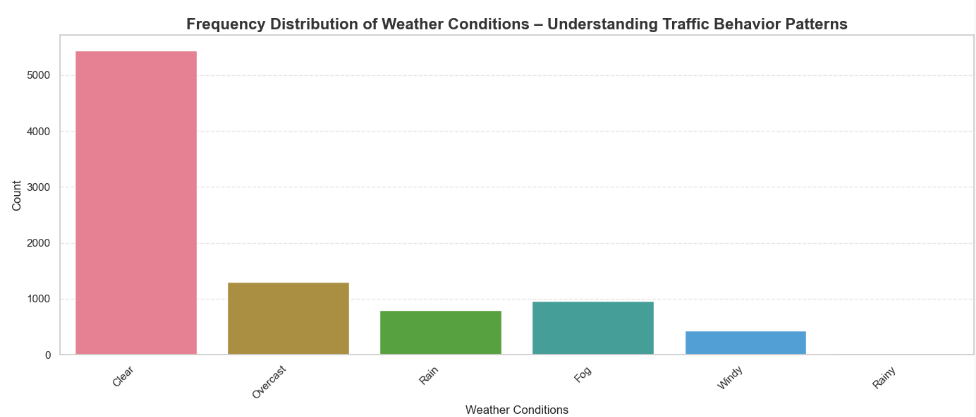 Frequency Distribution of Weather Conditions – Understanding Traffic Behavior Patterns
5000
4000
3000
2000
1000
0
Count
Clear
Overcast
Rain
Fog
Windy
Rainy
Weather Conditions